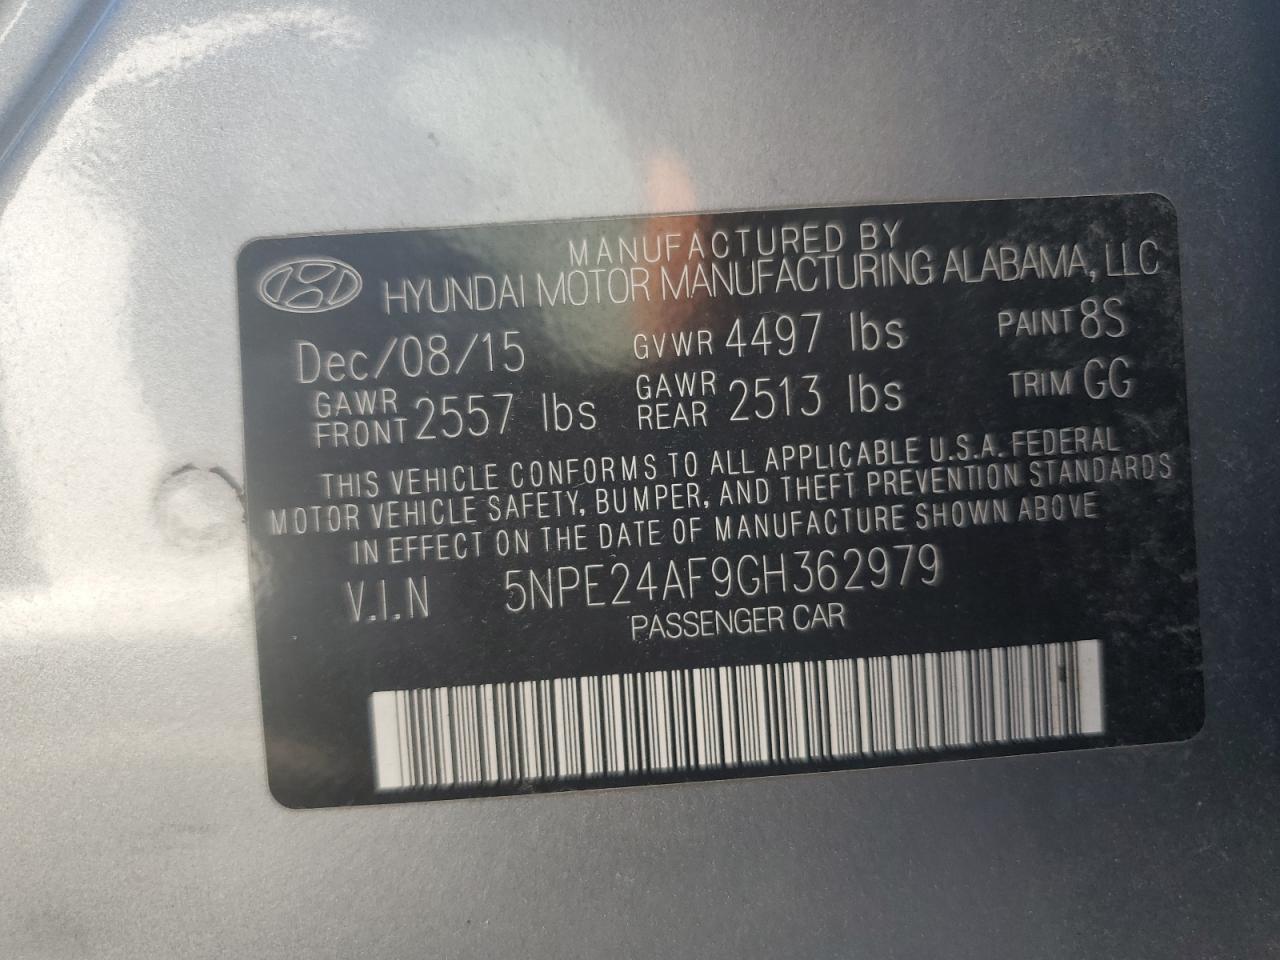 MANUFACTURED BY
HYUNDAI MOTOR MANUFACTURING ALABAMA, LLC
Dec/08/15 GVWR 4497 lbs PAINT 8S
GAWR FRONT 2557 lbs GAWR REAR 2513 lbs TRIM GG
THIS VEHICLE CONFORMS TO ALL APPLICABLE U.S.A. FEDERAL
MOTOR VEHICLE SAFETY, BUMPER, AND THEFT PREVENTION STANDARDS
IN EFFECT ON THE DATE OF MANUFACTURE SHOWN ABOVE
V.I.N 5NPE24AF9GH362979
PASSENGER CAR